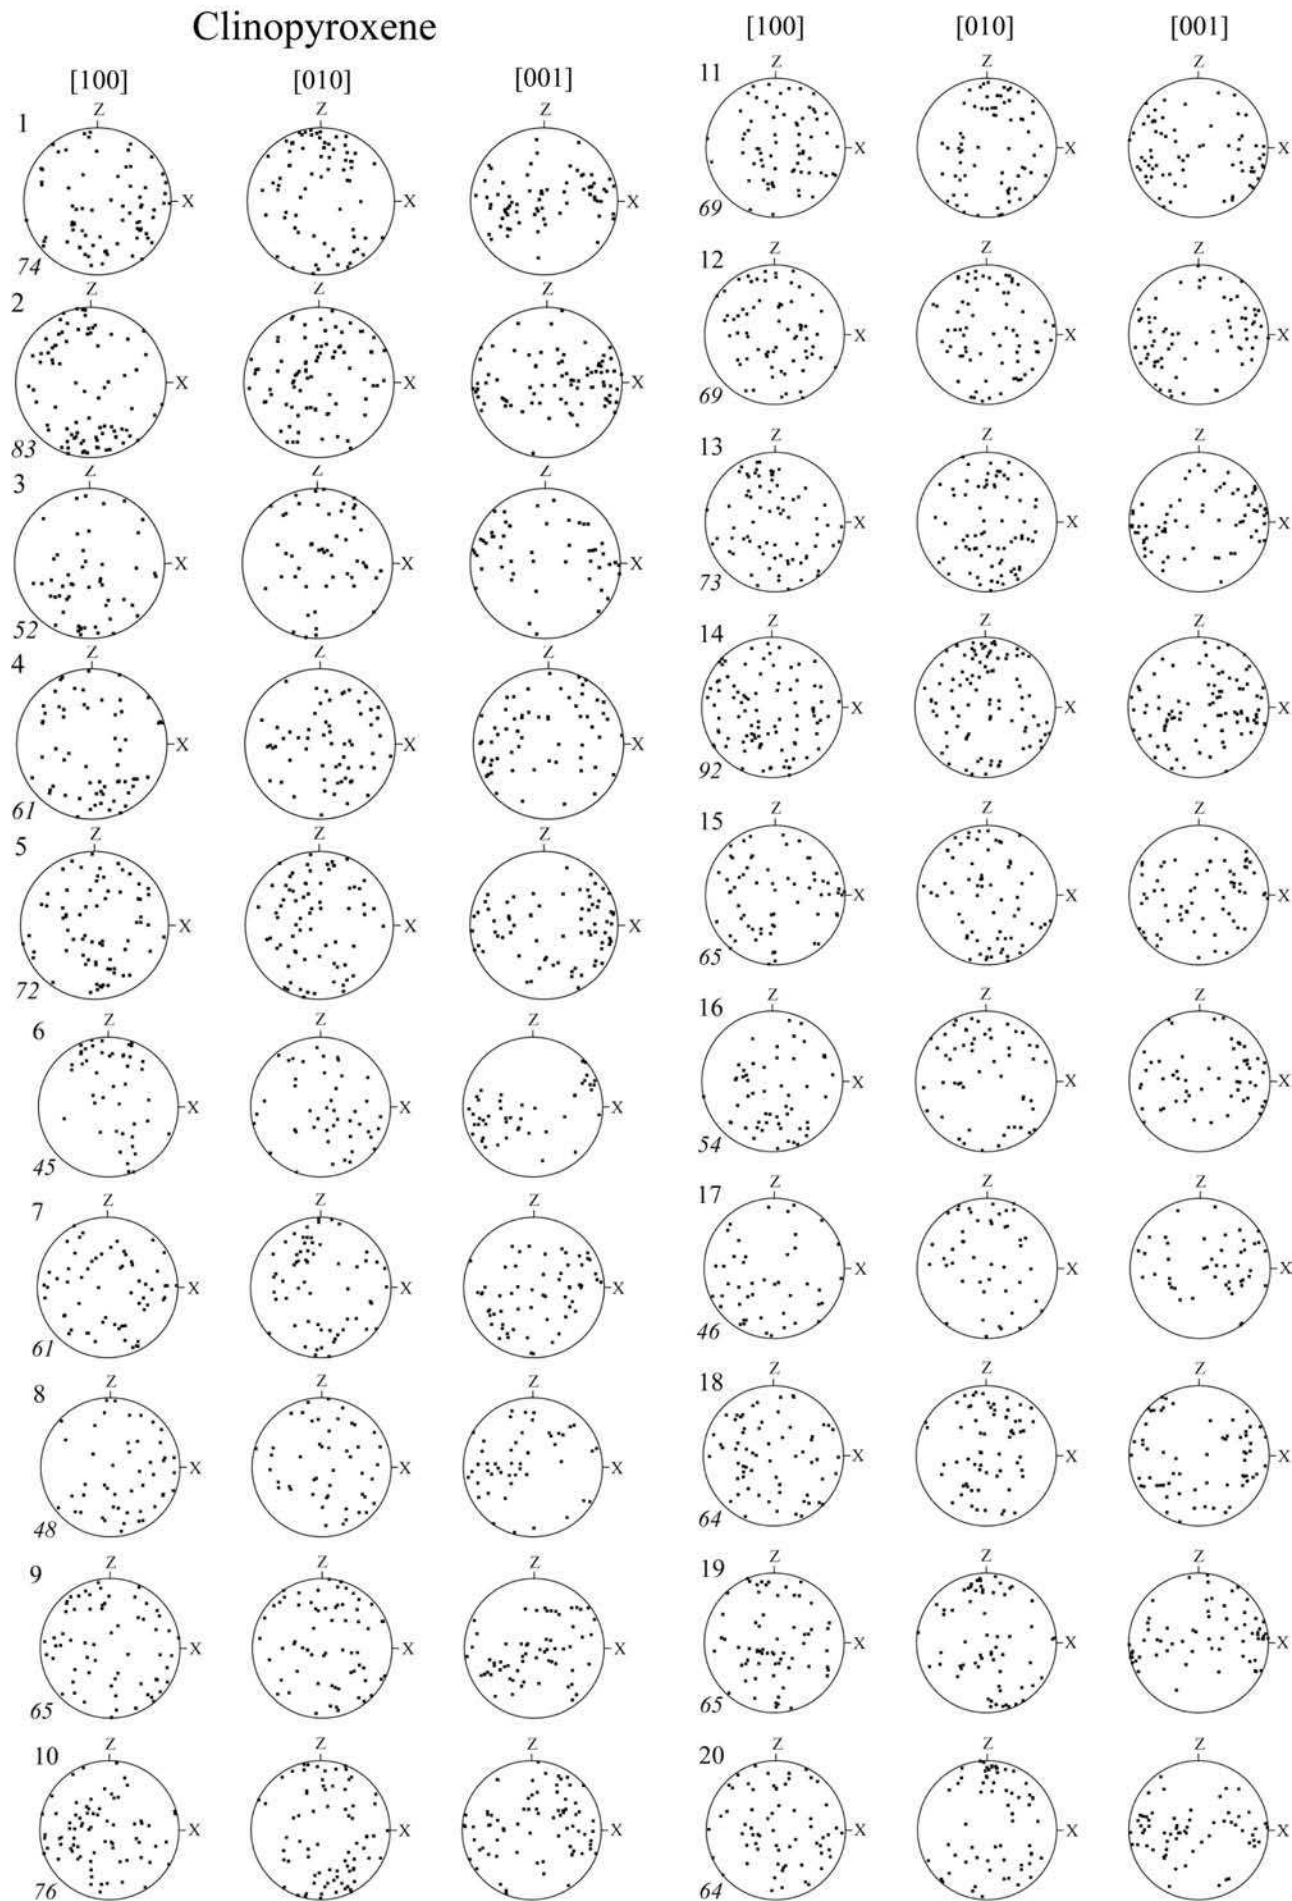 Clinopyroxene
[100] [010] [001]
1 Z Z Z
X X X
74
2 Z Z Z
X X X
83
3 Z Z Z
X X X
52
4 Z Z Z
X X X
61
5 Z Z Z
X X X
72
6 Z Z Z
X X X
45
7 Z Z Z
X X X
61
8 Z Z Z
X X X
48
9 Z Z Z
X X X
65
10 Z Z Z
X X X
76
[100] [010] [001]
11 Z Z Z
X X X
69
12 Z Z Z
X X X
69
13 Z Z Z
X X X
73
14 Z Z Z
X X X
92
15 Z Z Z
X X X
65
16 Z Z Z
X X X
54
17 Z Z Z
X X X
46
18 Z Z Z
X X X
64
19 Z Z Z
X X X
65
20 Z Z Z
X X X
64